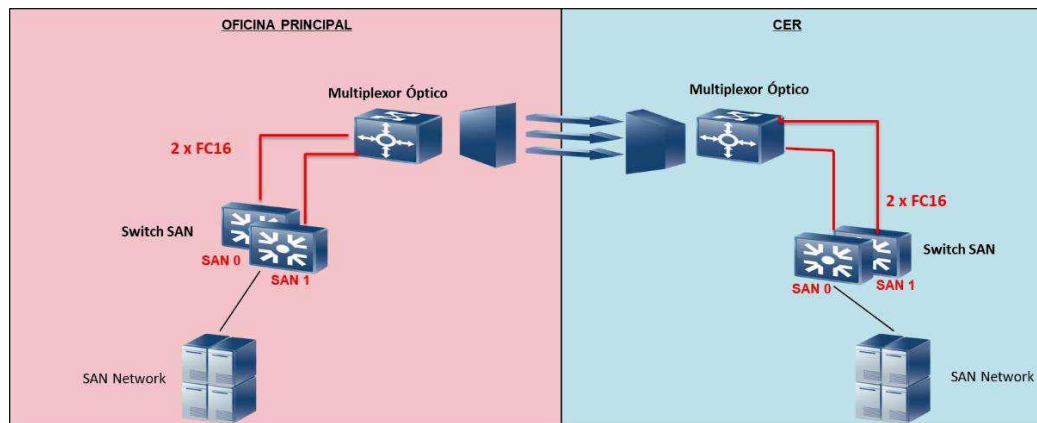 OFICINA PRINCIPAL
Multiplexor Óptico
2 x FC16
Switch SAN
SAN 0
SAN 1
SAN Network
CER
Multiplexor Óptico
2 x FC16
Switch SAN
SAN 0
SAN 1
SAN Network